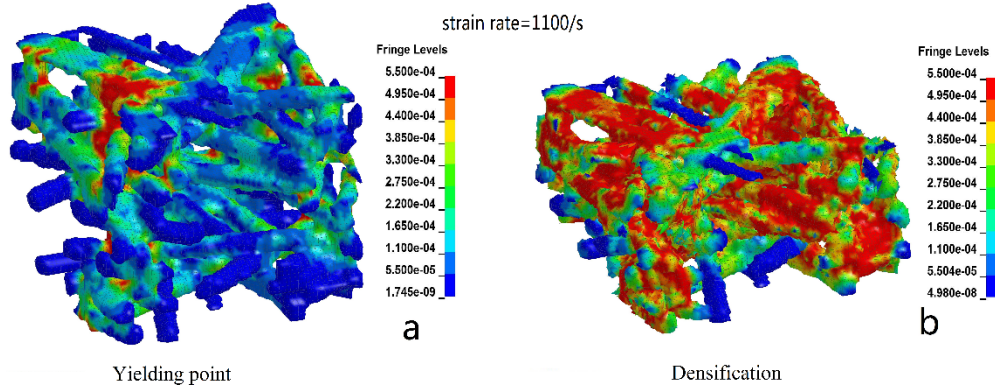 strain rate=1100/s
Fringe Levels
5.500e-04
4.950e-04
4.400e-04
3.850e-04
3.300e-04
2.750e-04
2.200e-04
1.650e-04
1.100e-04
5.500e-05
1.745e-09
a
Yielding point
Fringe Levels
5.500e-04
4.950e-04
4.400e-04
3.850e-04
3.300e-04
2.750e-04
2.200e-04
1.650e-04
1.100e-04
5.504e-05
4.980e-08
b
Densification